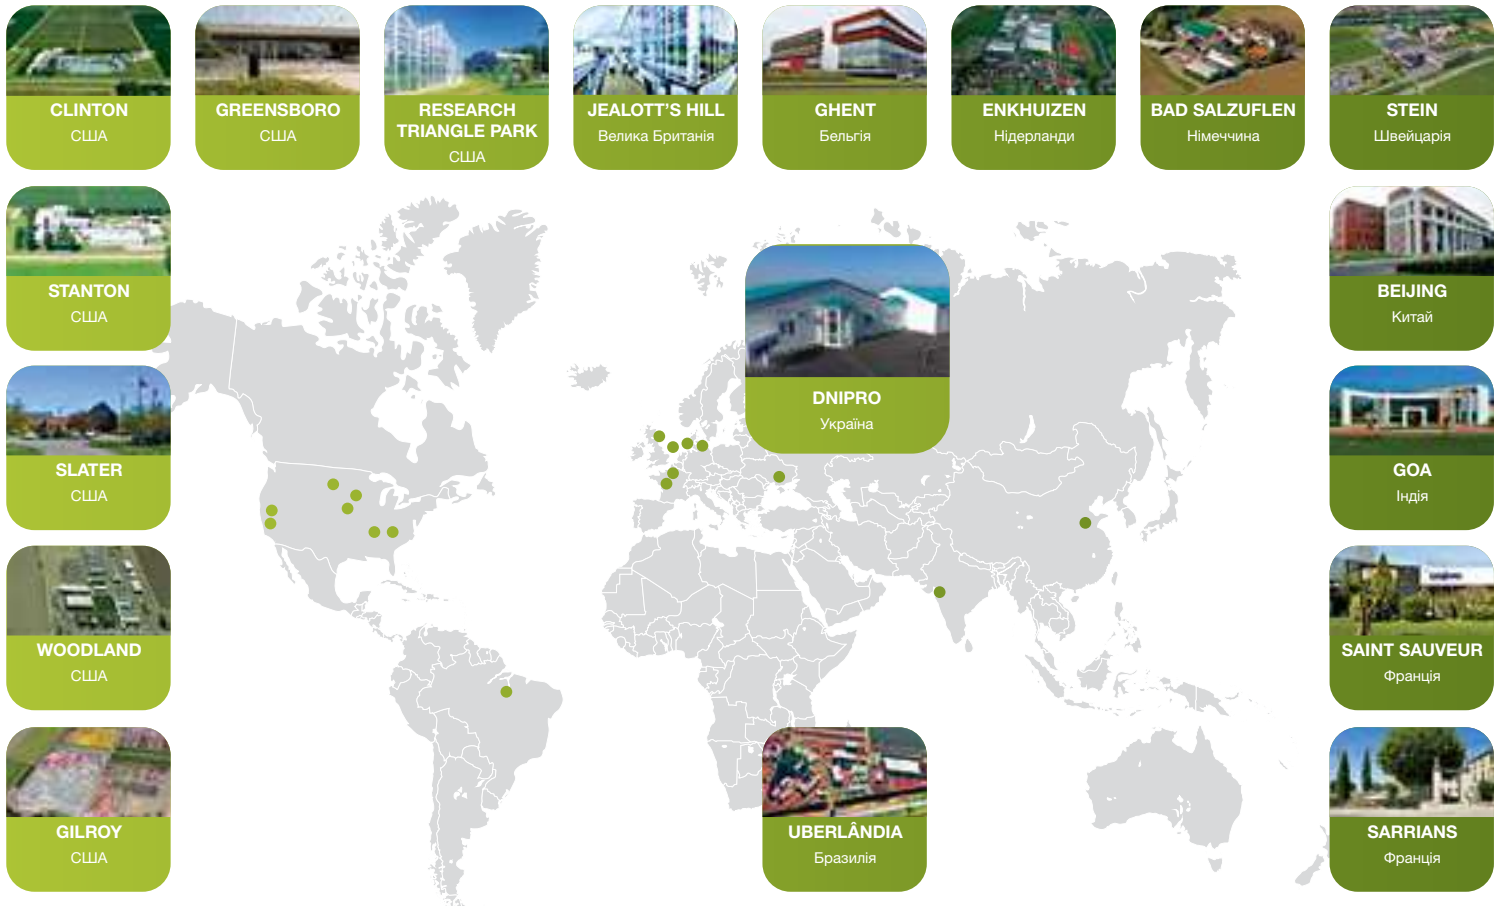 CLINTON
США
GREENSBORO
США
RESEARCH
TRIANGLE PARK
США
JEALOTT'S HILL
Велика Британія
GHENT
Бельгія
ENKHUIZEN
Нідерланди
BAD SALZUFLEN
Німеччина
STEIN
Швейцарія
STANTON
США
DNIPRO
Україна
BEIJING
Китай
SLATER
США
GOA
Індія
WOODLAND
США
SAINT SAUVEUR
Франція
GILROY
США
UBERLÂNDIA
Бразилія
SARRIANS
Франція